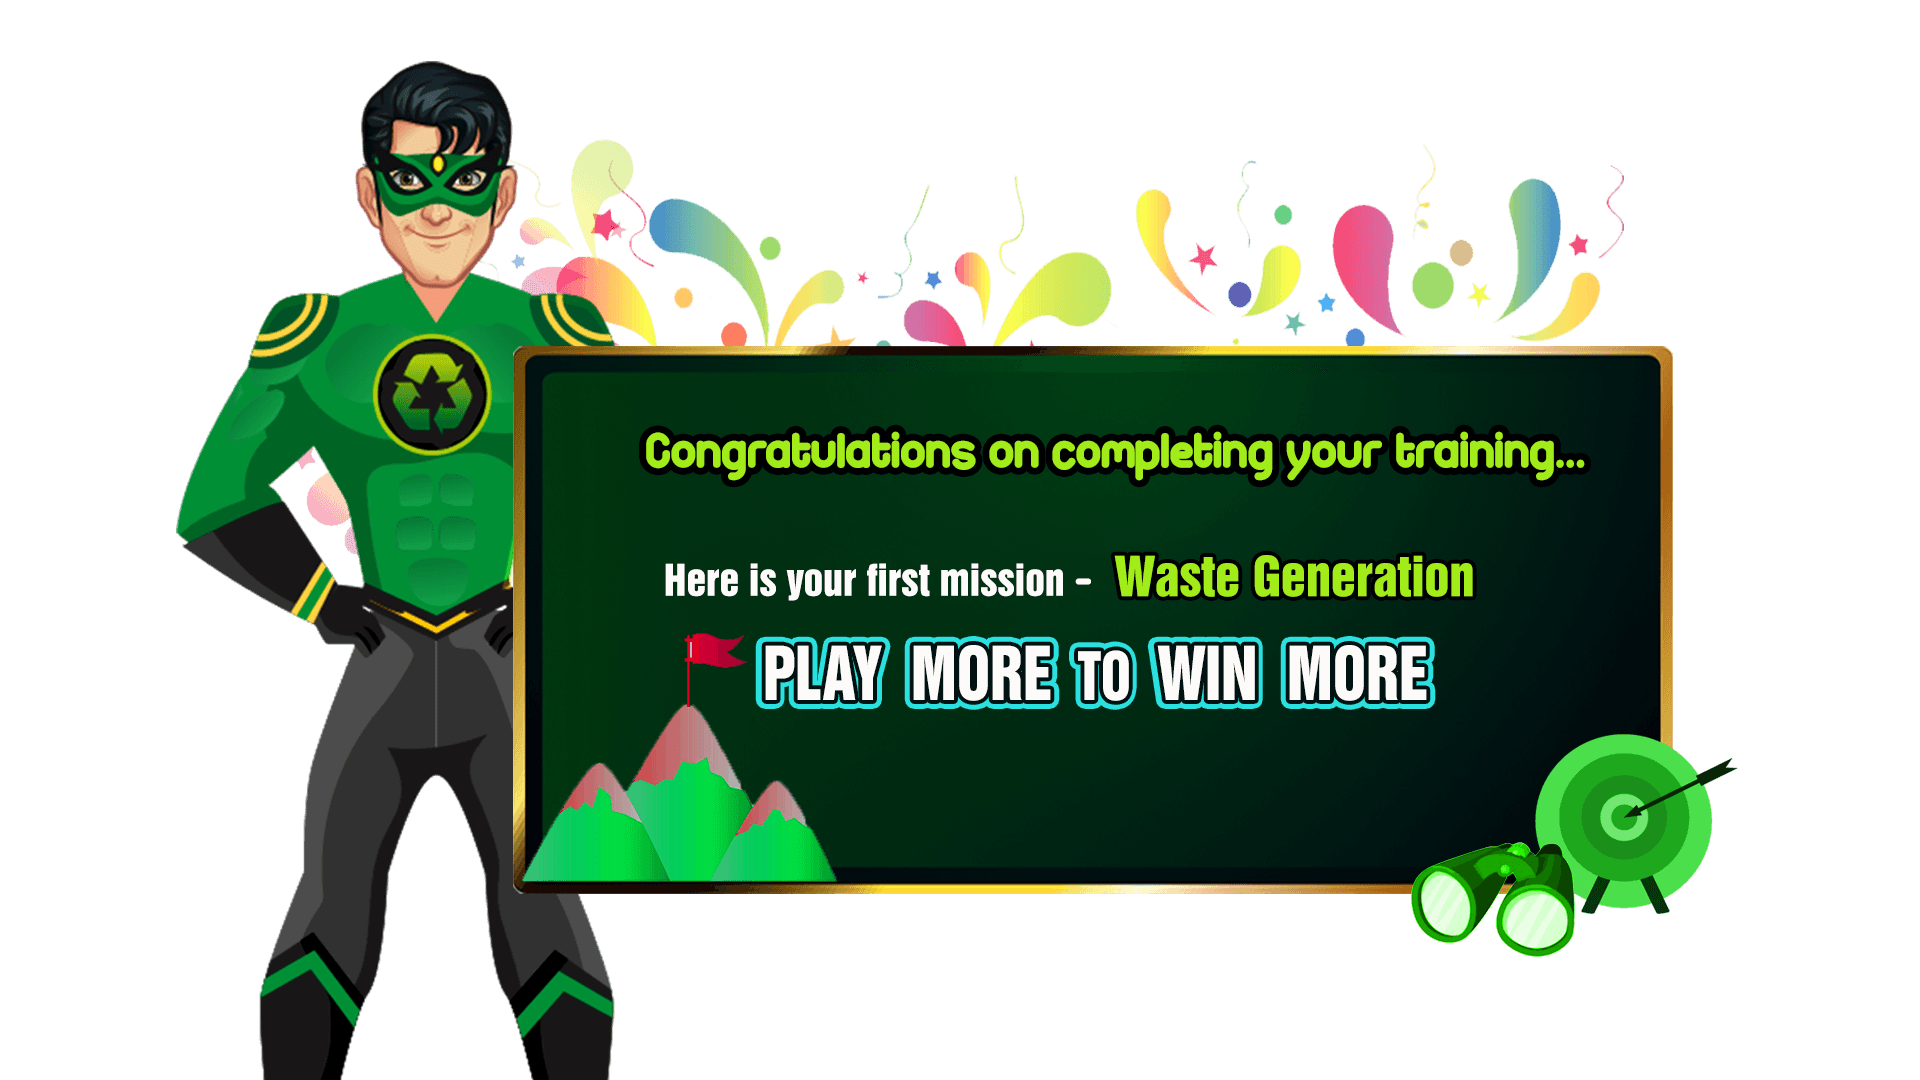 Congratulations on completing your training...
Here is your first mission - Waste Generation
PLAY MORE TO WIN MORE